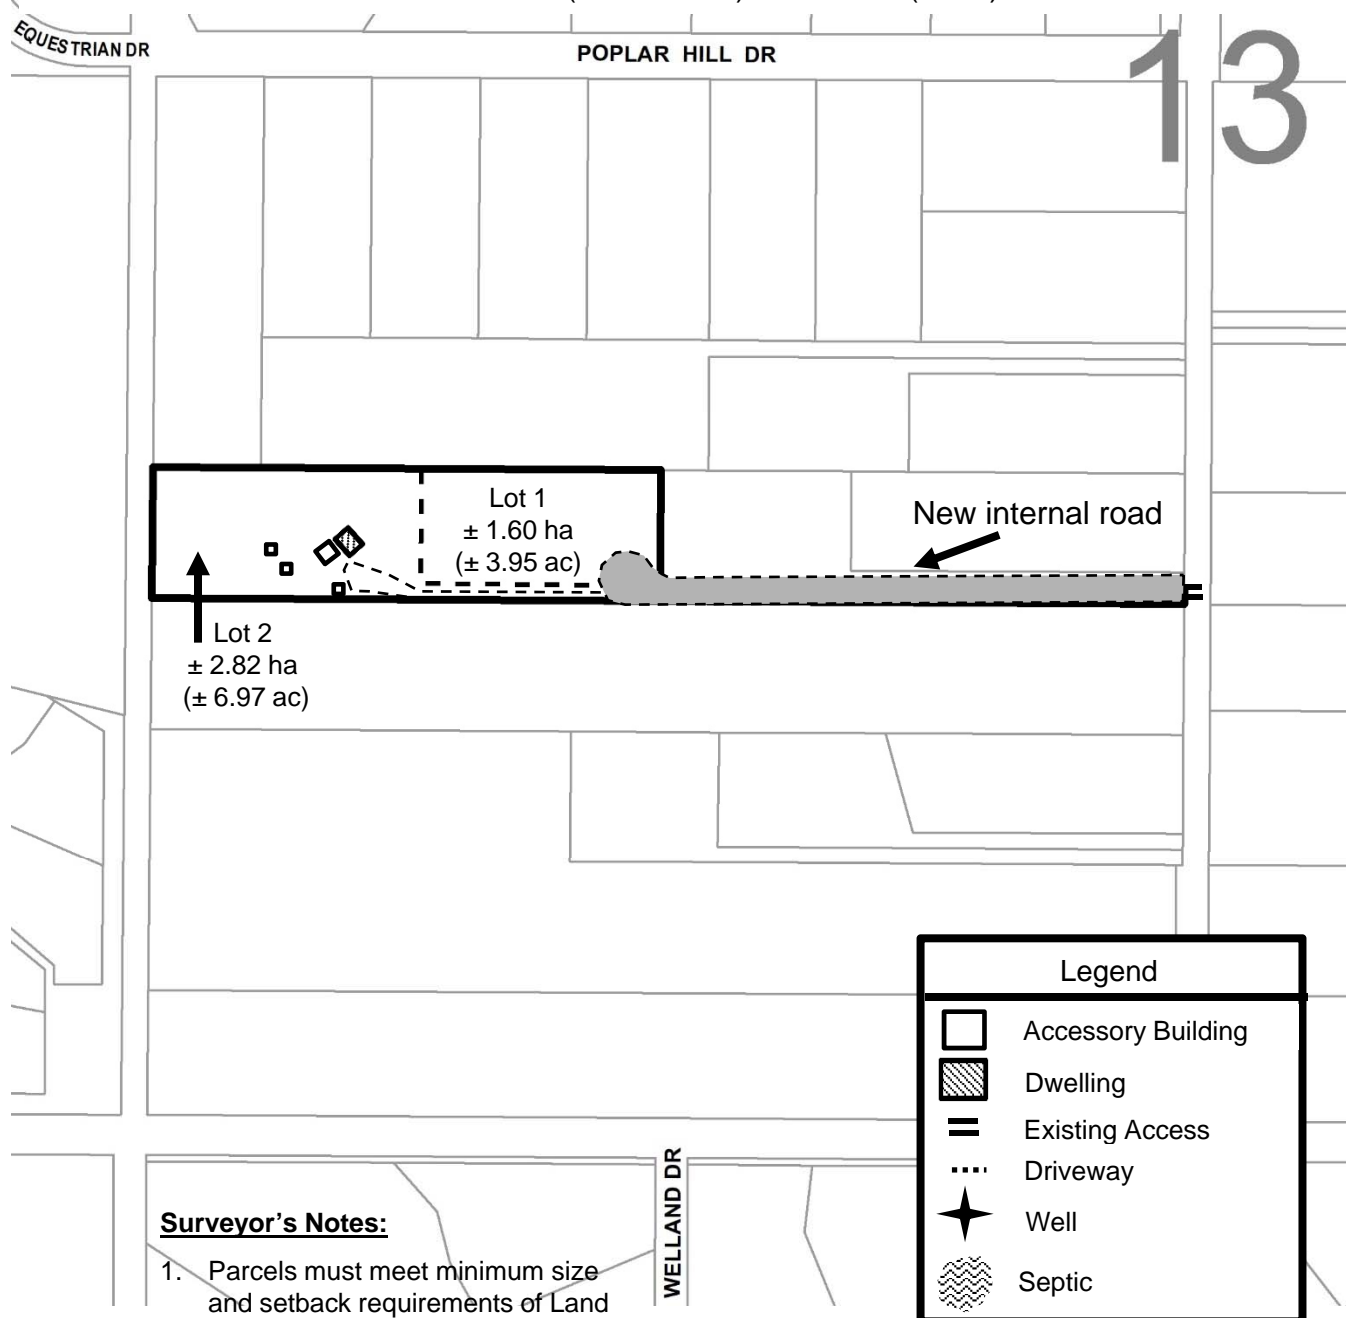 EQUESTRIAN DR
POPLAR HILL DR
13
Lot 1
± 1.60 ha
(± 3.95 ac)
New internal road
Lot 2
± 2.82 ha
(± 6.97 ac)
WELLAND DR
Surveyor's Notes:
1. Parcels must meet minimum size
and setback requirements of Land
Legend
Accessory Building
Dwelling
Existing Access
Driveway
Well
Septic